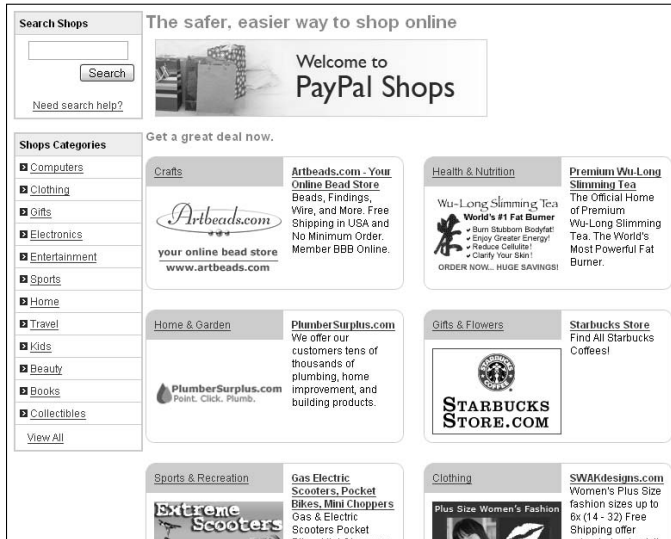 Search Shops
Search
Need search help?
Shops Categories
Computers
Clothing
Gifts
Electronics
Entertainment
Sports
Home
Travel
Kids
Beauty
Books
Collectibles
View All
The safer, easier way to shop online
Welcome to
PayPal Shops
Get a great deal now.
Crafts
Artbeads.com
your online bead store
www.artbeads.com
Artbeads.com - Your
Online Bead Store
Beads, Findings,
Wire, and More. Free
Shipping in USA and
No Minimum Order.
Member BBB Online.
Health & Nutrition
Wu-Long Slimming Tea
World's #1 Fat Burner
Burn Stubborn Bodyfat!
Enjoy Greater Energy!
Reduce Cellulite!
Clarify Your Skin!
ORDER NOW... HUGE SAVINGS!
Premium Wu-Long
Slimming Tea
The Official Home
of Premium
Wu-Long Slimming
Tea. The World's
Most Powerful Fat
Burner.
Home & Garden
PlumberSurplus.com
Point. Click. Plumb.
PlumberSurplus.com
We offer our
customers tens of
thousands of
plumbing, home
improvement, and
building products.
Gifts & Flowers
STARBUCKS
COFFEE
STARBUCKS
STORE.COM
Starbucks Store
Find All Starbucks
Coffees!
Sports & Recreation
Extreme
Scooters
Gas Electric
Scooters, Pocket
Bikes, Mini Choppers
Gas & Electric
Scooters Pocket
Clothing
Plus Size Women's Fashion
SWAKdesigns.com
Women's Plus Size
fashion sizes up to
6x (14 - 32) Free
Shipping offer